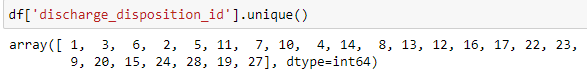 df['discharge_disposition_id'].unique()
array([ 1,  3,  6,  2,  5, 11,  7, 10,  4, 14,  8, 13, 12, 16, 17, 22, 23,
        9, 20, 15, 24, 28, 19, 27], dtype=int64)